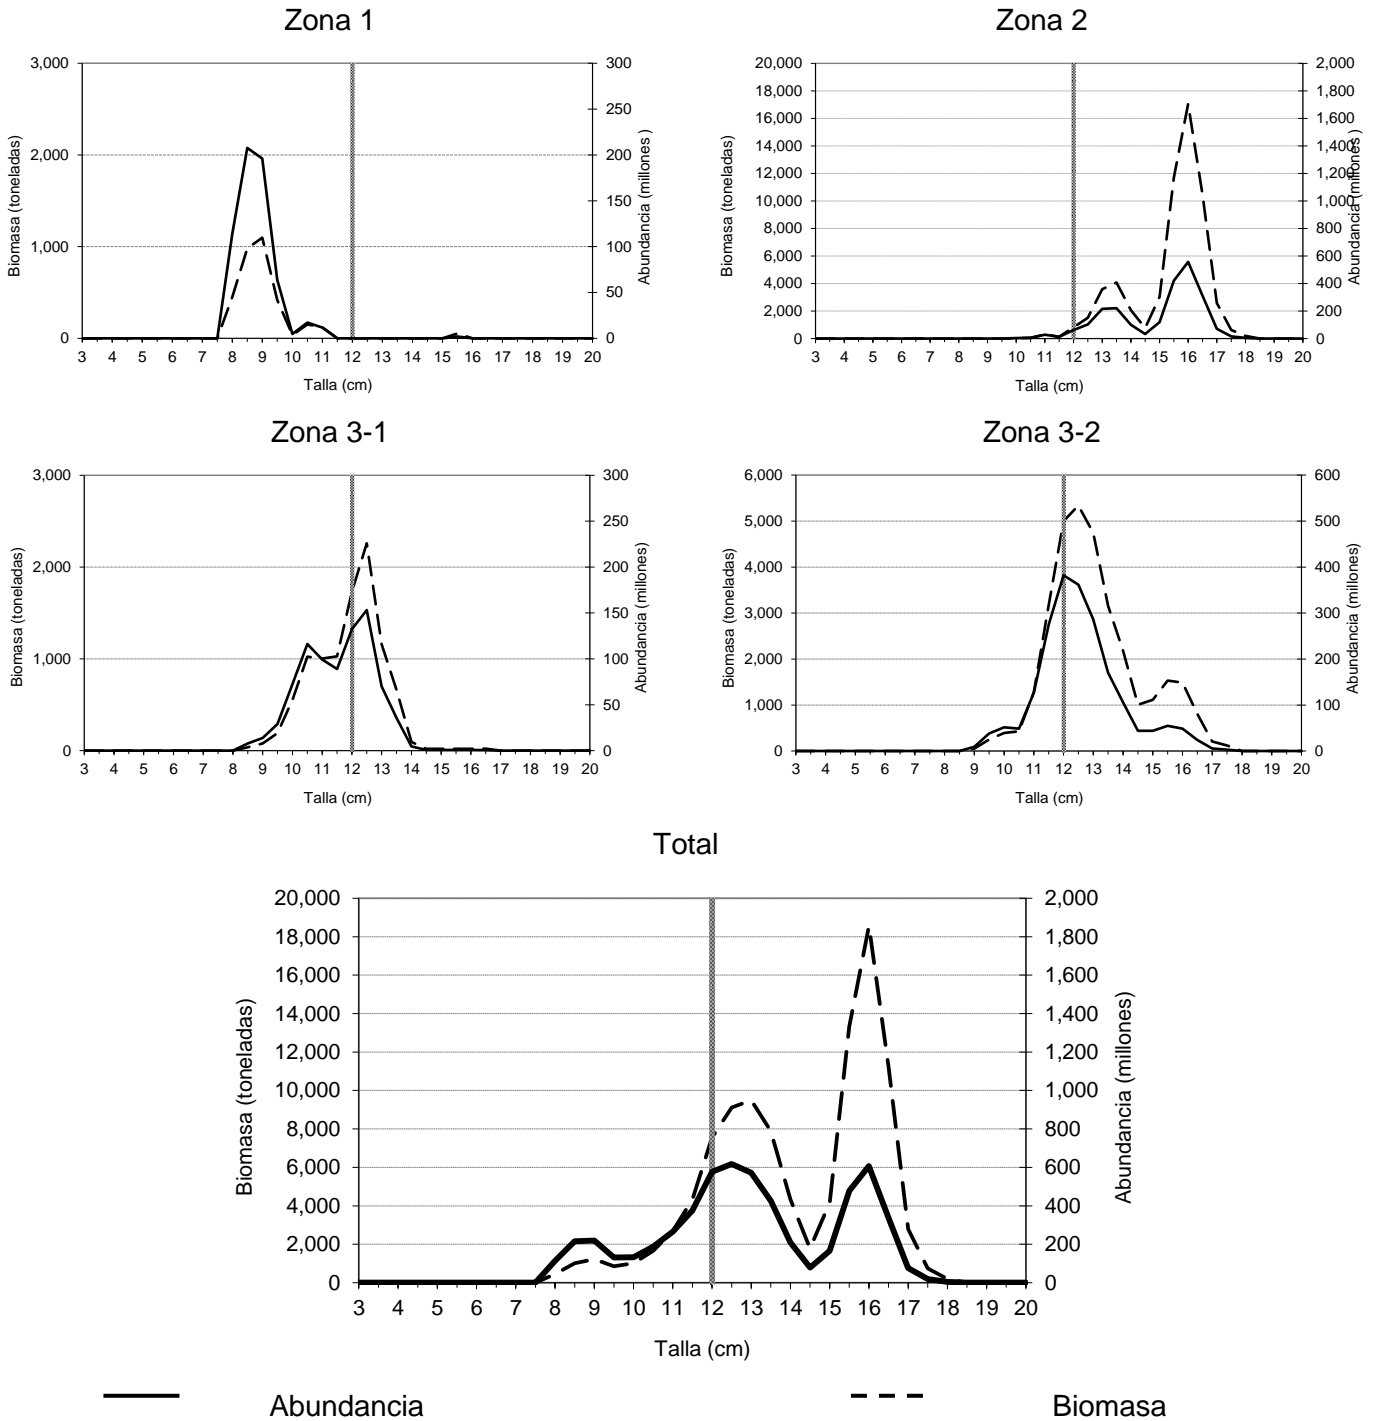 Zona 1
3,000
2,000
1,000
0
300
250
200
150
100
50
0
Biomasa (toneladas)
Abundancia (millones )
3 4 5 6 7 8 9 10 11 12 13 14 15 16 17 18 19 20
Talla (cm)
Zona 2
20,000
18,000
16,000
14,000
12,000
10,000
8,000
6,000
4,000
2,000
0
2,000
1,800
1,600
1,400
1,200
1,000
800
600
400
200
0
Biomasa (toneladas)
Abundancia (millones )
3 4 5 6 7 8 9 10 11 12 13 14 15 16 17 18 19 20
Talla (cm)
Zona 3-1
3,000
2,000
1,000
0
300
250
200
150
100
50
0
Biomasa (toneladas)
Abundancia (millones)
3 4 5 6 7 8 9 10 11 12 13 14 15 16 17 18 19 20
Talla (cm)
Zona 3-2
6,000
5,000
4,000
3,000
2,000
1,000
0
600
500
400
300
200
100
0
Biomasa (toneladas)
Abundancia (millones)
3 4 5 6 7 8 9 10 11 12 13 14 15 16 17 18 19 20
Talla (cm)
Total
20,000
18,000
16,000
14,000
12,000
10,000
8,000
6,000
4,000
2,000
0
2,000
1,800
1,600
1,400
1,200
1,000
800
600
400
200
0
Biomasa (toneladas)
Abundancia (millones)
3 4 5 6 7 8 9 10 11 12 13 14 15 16 17 18 19 20
Talla (cm)
Abundancia
Biomasa